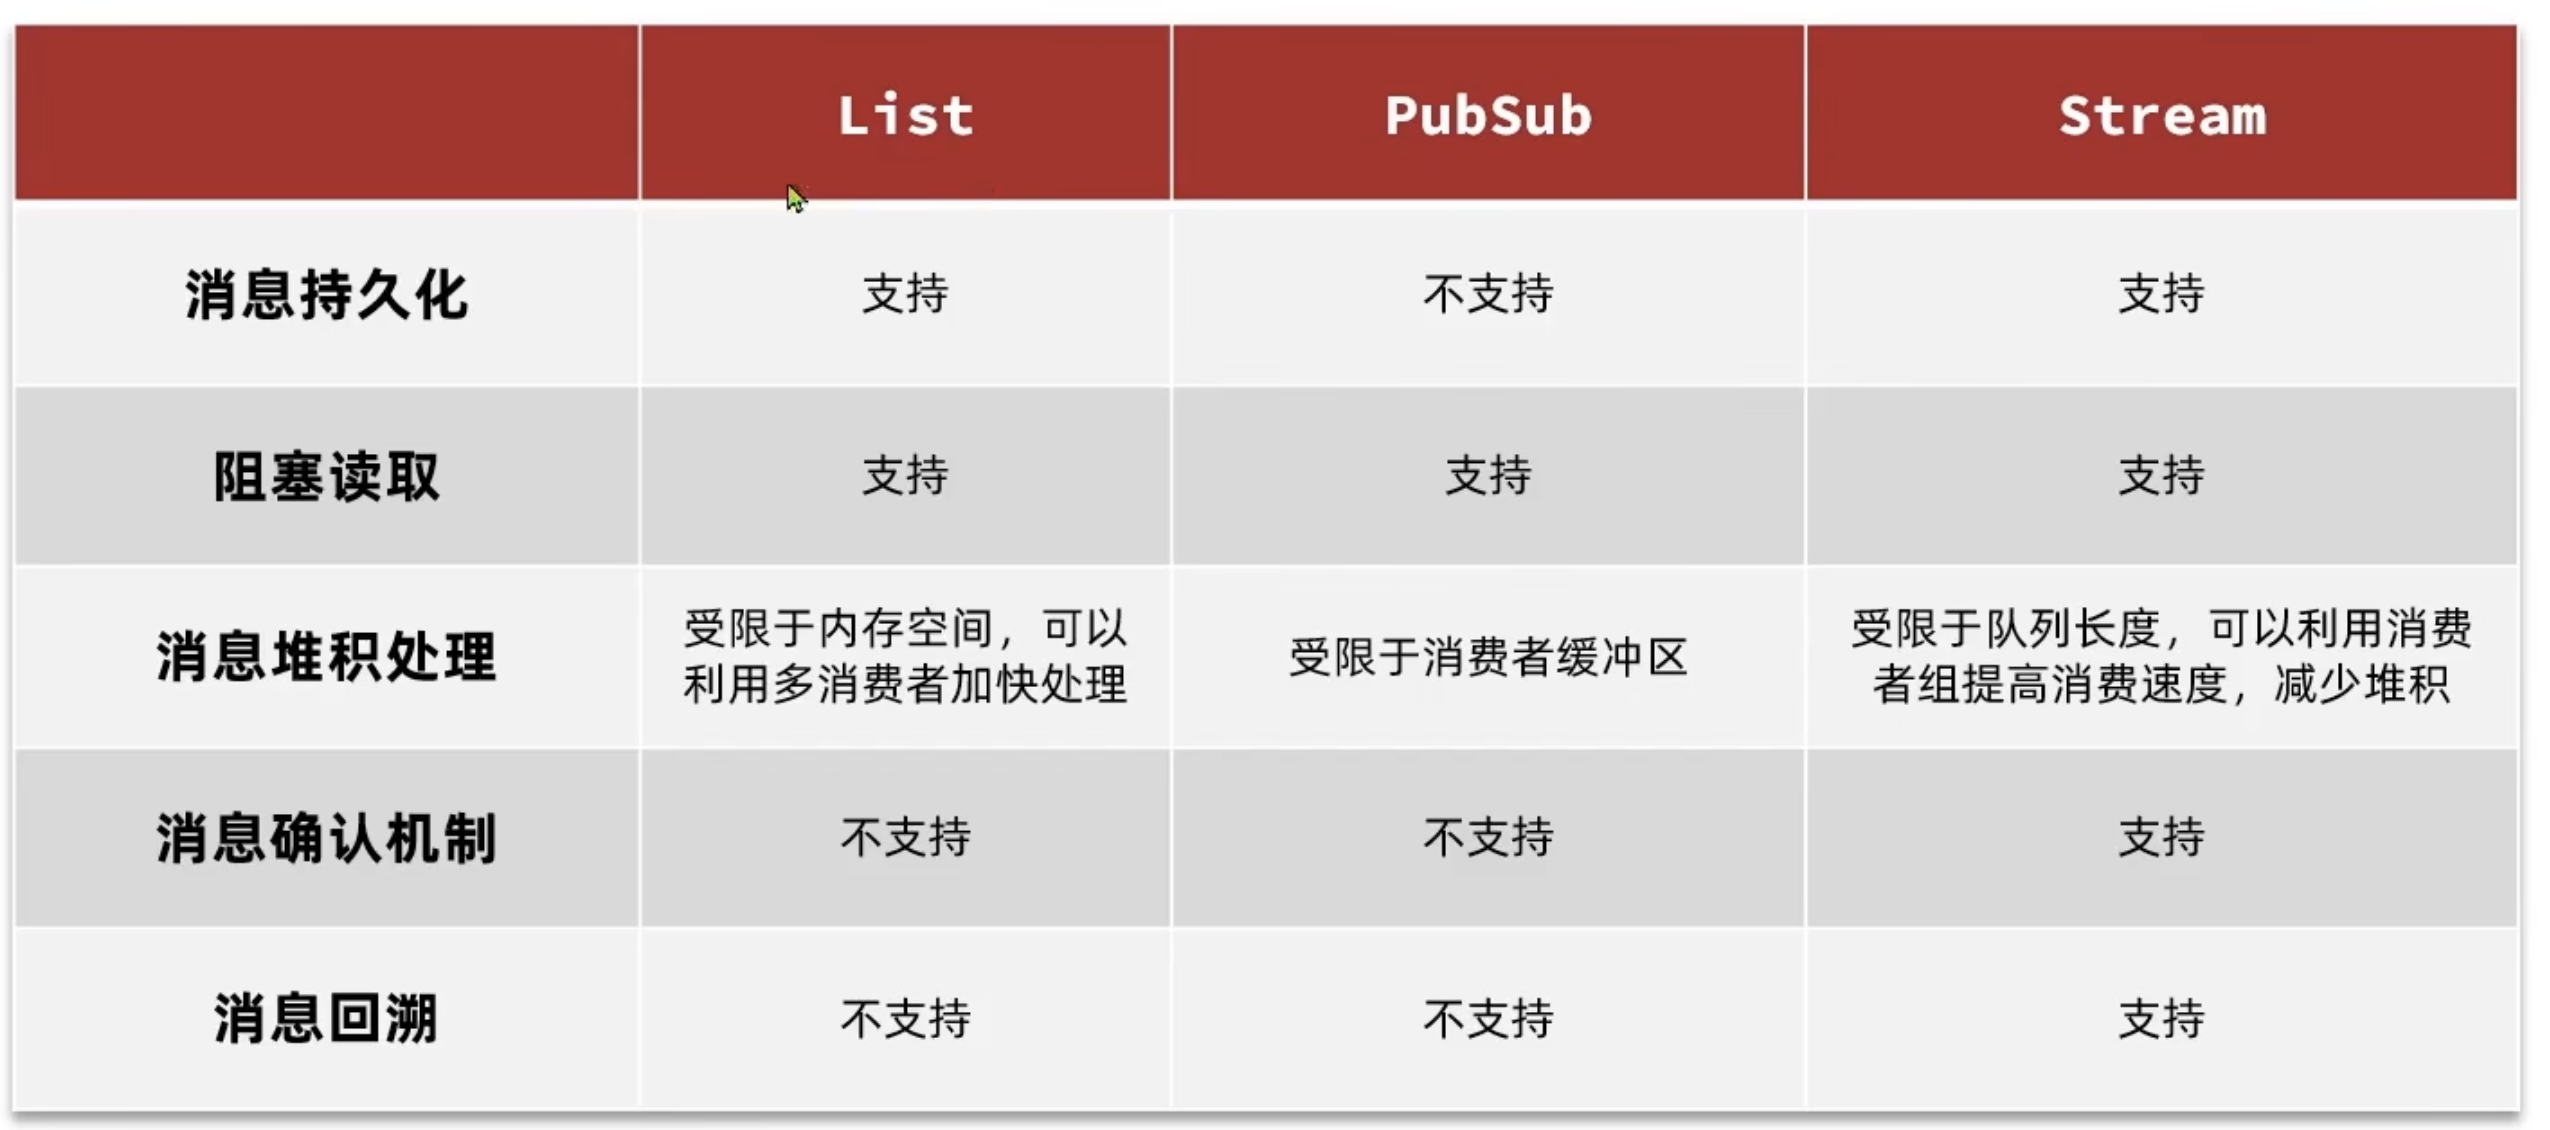 List PubSub Stream
消息持久化 支持 不支持 支持
阻塞读取 支持 支持 支持
消息堆积处理 受限于内存空间，可以 受限于消费者缓冲区 受限于队列长度，可以利用消费
利用多消费者加快处理 者组提高消费速度，减少堆积
消息确认机制 不支持 不支持 支持
消息回溯 不支持 不支持 支持